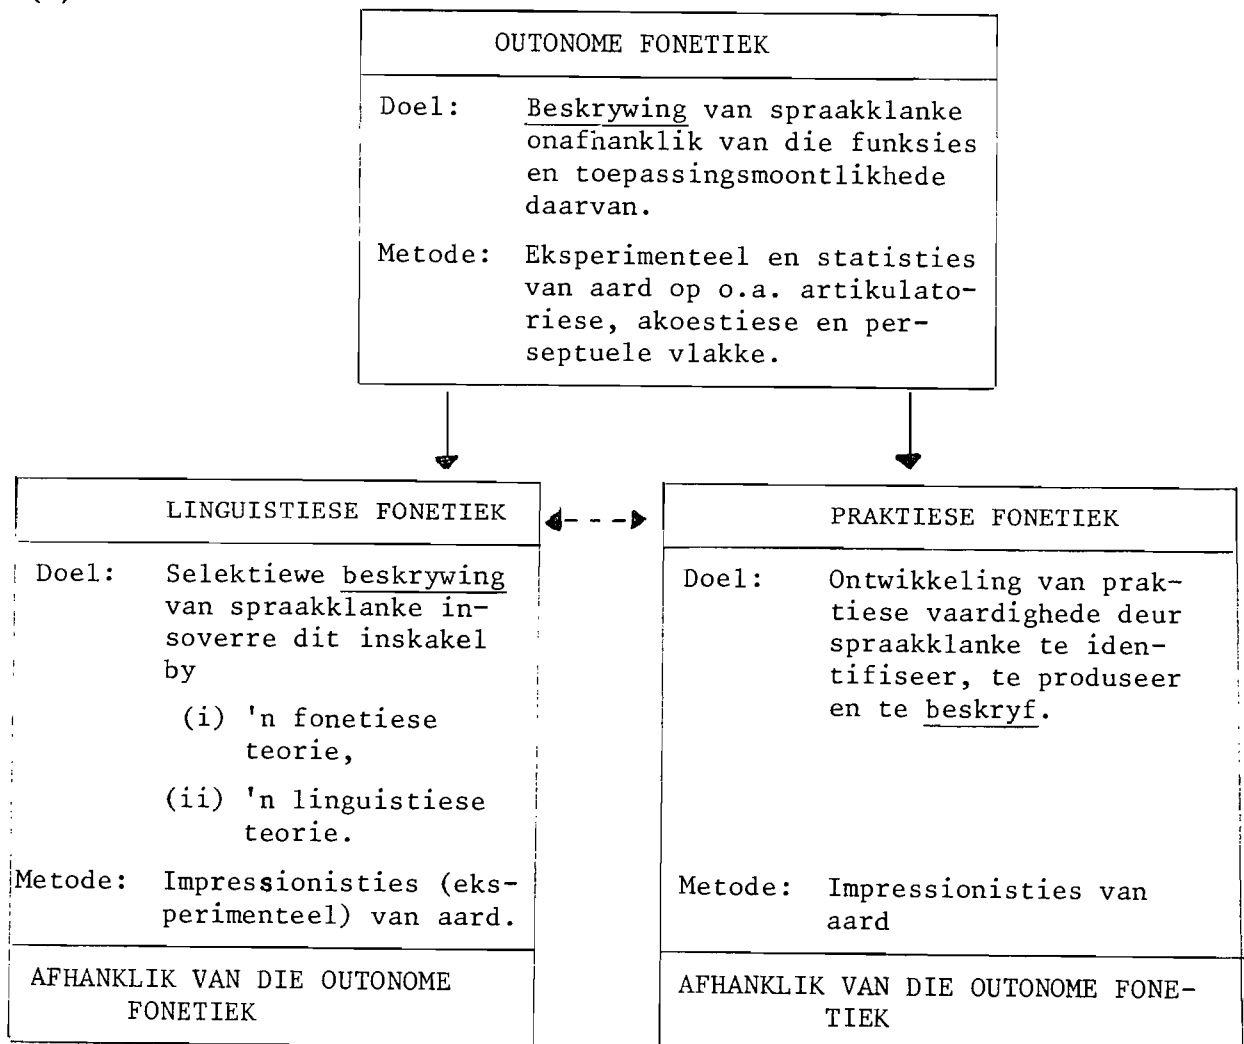 OUTONOME FONETIEK
Doel: Beskrywing van spraakklanke
onafhanklik van die funksies
en toepassingsmoontlikhede
daarvan.
Metode: Eksperimenteel en statisties
van aard op o.a. artikulato-
riese, akoestiese en per-
septuele vlakke.
LINGUISTIESE FONETIEK
Doel: Selektiewe beskrywing
van spraakklanke in-
soverre dit inskakel
by
(i) 'n fonetiese
teorie,
(ii) 'n linguistiese
teorie.
Metode: Impressionisties (eks-
perimenteel) van aard.
AFHANKLIK VAN DIE OUTONOME
FONETIEK
PRAKTIESE FONETIEK
Doel: Ontwikkeling van prak-
tiese vaardighede deur
spraakklanke te iden-
tifiseer, te produseer
en te beskryf.
Metode: Impressionisties van
aard
AFHANKLIK VAN DIE OUTONOME FONE-
TIEK